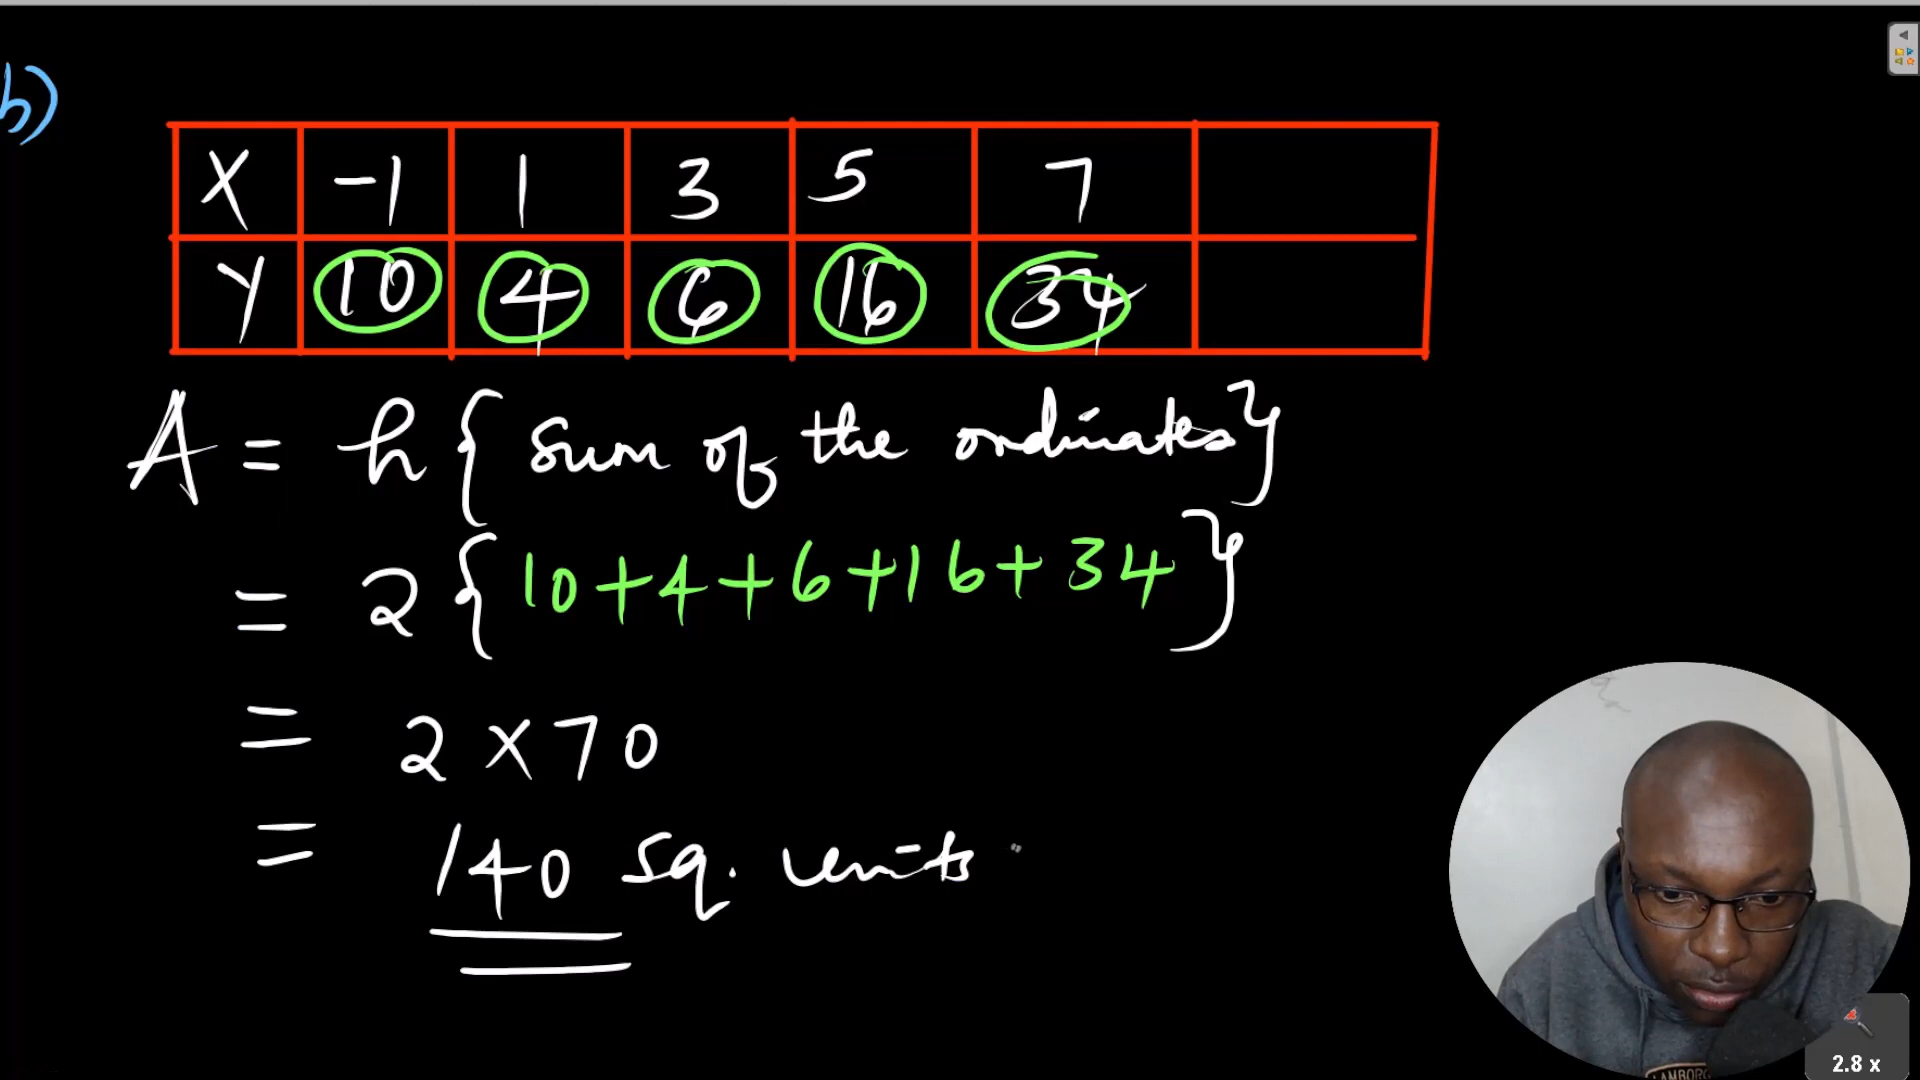 b)
X -1 1 3 5 7
Y 10 4 6 16 34
A = h { sum of the ordinates }
= 2 { 10+4+6+16+34 }
= 2 x 70
= 140 sq. units
2.8 x